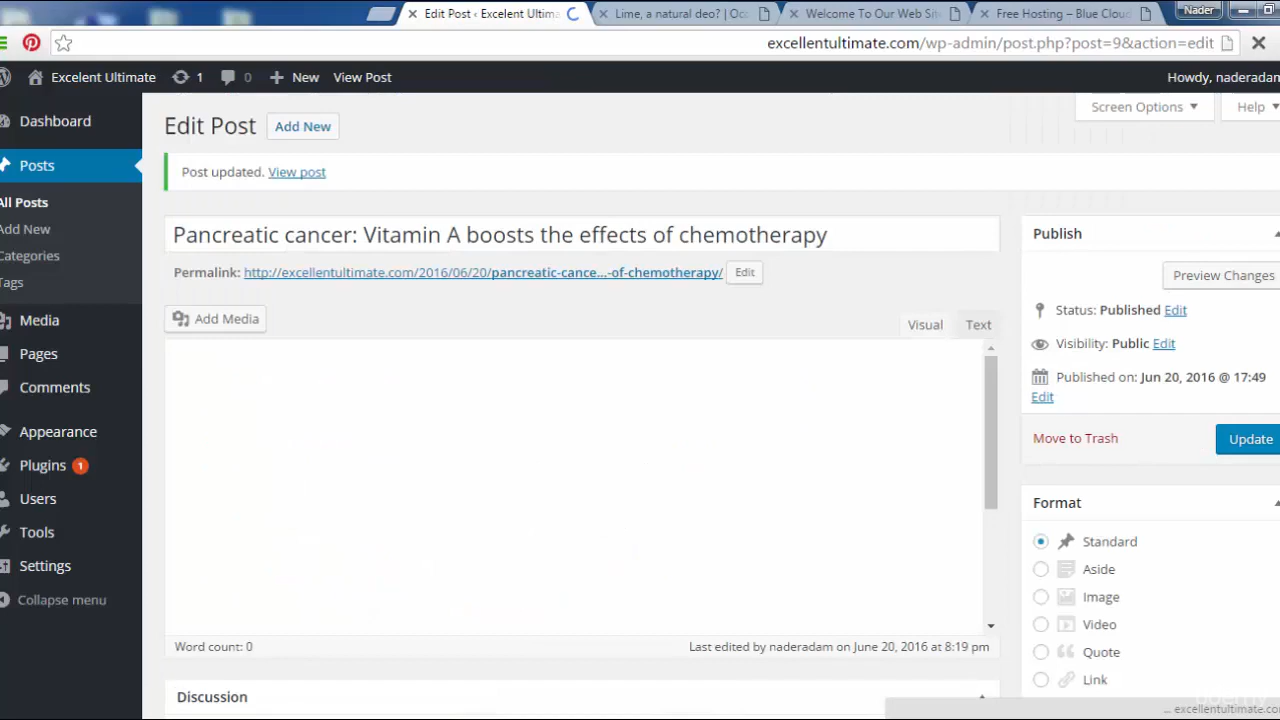 Nader
Edit Post ‹ Excelent Ultima
Lime, a natural deo? | Oc
Welcome To Our Web Sit
Free Hosting – Blue Cloud
excellentultimate.com/wp-admin/post.php?post=9&action=edit
Excelent Ultimate
1
0
New
View Post
Howdy, naderadam
Screen Options
Help
Dashboard
Posts
All Posts
Add New
Categories
Tags
Media
Pages
Comments
Appearance
Plugins 1
Users
Tools
Settings
Collapse menu
Edit Post
Add New
Post updated. View post
Pancreatic cancer: Vitamin A boosts the effects of chemotherapy
Permalink: http://excellentultimate.com/2016/06/20/pancreatic-cance...-of-chemotherapy/ Edit
Add Media
Visual
Text
Word count: 0
Last edited by naderadam on June 20, 2016 at 8:19 pm
Discussion
Publish
Preview Changes
Status: Published Edit
Visibility: Public Edit
Published on: Jun 20, 2016 @ 17:49
Edit
Move to Trash
Update
Format
Standard
Aside
Image
Video
Quote
Link
... excellentultimate.co